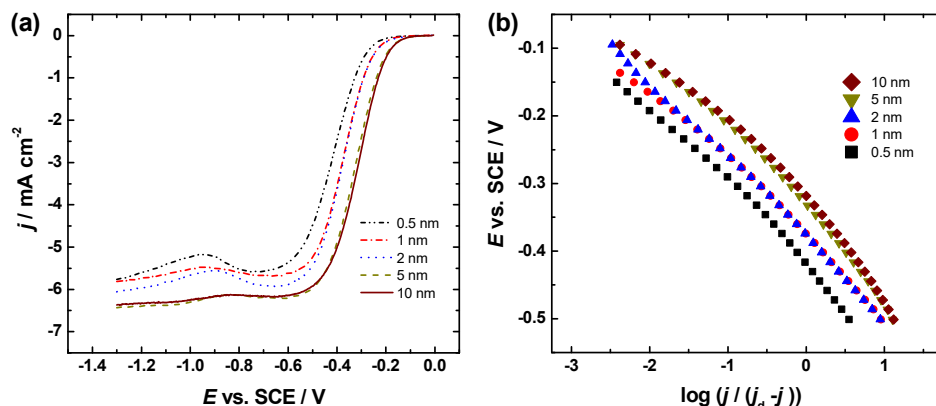 (a)
0
-1
-2
-3
-4
-5
-6
-7
j / mA cm-2
0.5 nm
1 nm
2 nm
5 nm
10 nm
-1.4 -1.2 -1.0 -0.8 -0.6 -0.4 -0.2 0.0
E vs. SCE / V
(b)
-0.1
-0.2
-0.3
-0.4
-0.5
E vs. SCE / V
10 nm
5 nm
2 nm
1 nm
0.5 nm
-3 -2 -1 0 1
log (j / (jd -j))